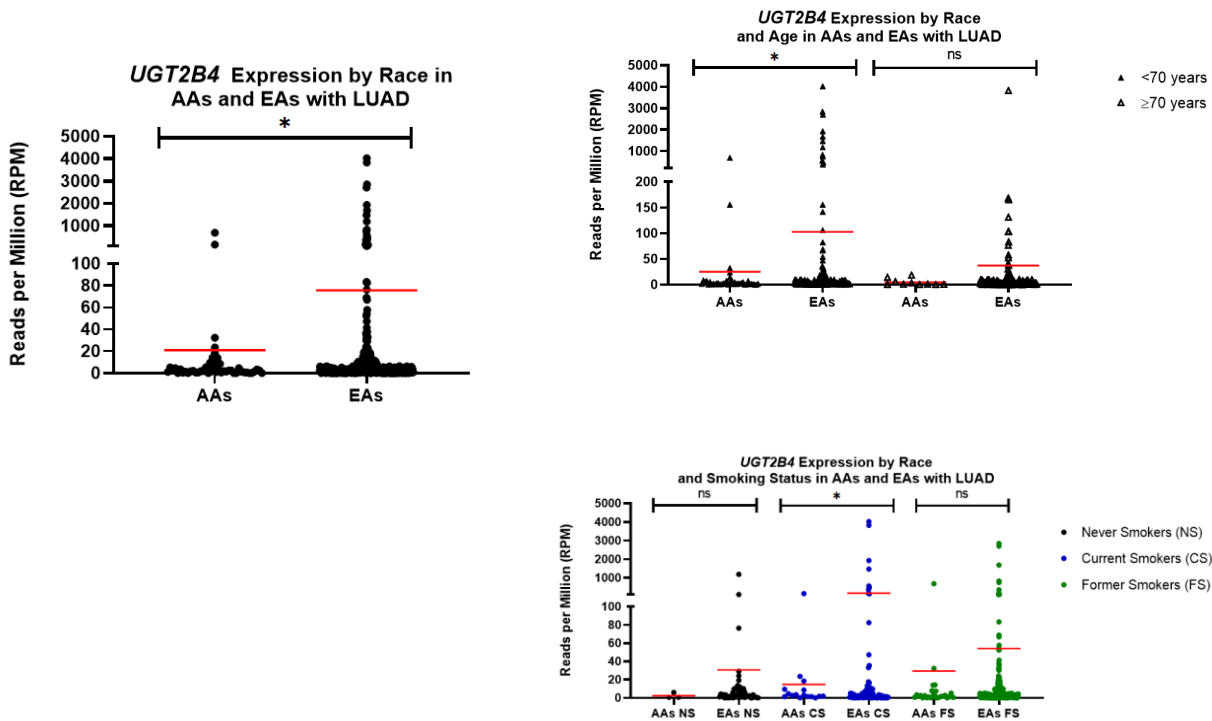 UGT2B4 Expression by Race in
AAs and EAs with LUAD
*
Reads per Million (RPM)
5000
4000
3000
2000
1000
100
80
60
40
20
0
AAs EAs
UGT2B4 Expression by Race
and Age in AAs and EAs with LUAD
* ns
Reads per Million (RPM)
5000
4000
3000
2000
1000
200
150
100
50
0
AAs EAs AAs EAs
<70 years
≥70 years
UGT2B4 Expression by Race
and Smoking Status in AAs and EAs with LUAD
ns * ns
Reads per Million (RPM)
5000
4000
3000
2000
1000
100
80
60
40
20
0
AAs NS EAs NS AAs CS EAs CS AAs FS EAs FS
Never Smokers (NS)
Current Smokers (CS)
Former Smokers (FS)